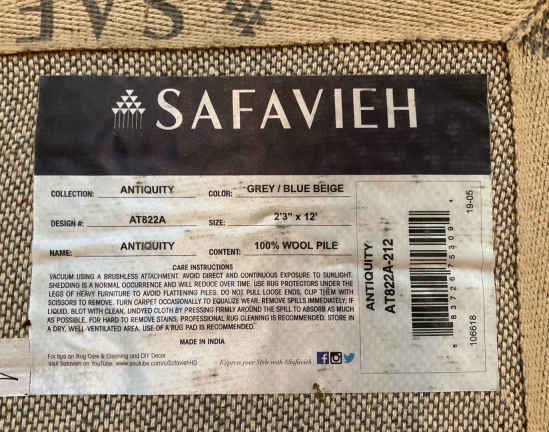 SAV
SAFAVIEH
COLLECTION: ANTIQUITY COLOR: GREY / BLUE BEIGE
DESIGN #: AT822A SIZE: 2'3" x 12'
NAME: ANTIQUITY CONTENT: 100% WOOL PILE
CARE INSTRUCTIONS
VACUUM USING A BRUSHLESS ATTACHMENT. AVOID DIRECT AND CONTINUOUS EXPOSURE TO SUNLIGHT.
SHEDDING IS A NORMAL OCCURRENCE AND WILL REDUCE OVER TIME. USE RUG PROTECTORS UNDER THE
LEGS OF HEAVY FURNITURE TO AVOID FLATTENING PILES. DO NOT PULL LOOSE ENDS, CLIP THEM WITH
SCISSORS TO REMOVE. TURN CARPET OCCASIONALLY TO EQUALIZE WEAR. REMOVE SPILLS IMMEDIATELY, IF
LIQUID, BLOT WITH CLEAN, UNDYED CLOTH BY PRESSING FIRMLY AROUND THE SPILL TO ABSORB AS MUCH
AS POSSIBLE. FOR HARD TO REMOVE STAINS, PROFESSIONAL RUG CLEANING IS RECOMMENDED. STORE IN
A DRY, WELL-VENTILATED AREA. USE OF A RUG PAD IS RECOMMENDED.
MADE IN INDIA
For tips on Rug Care & Cleaning and DIY Decor
Visit Safavieh on YouTube: www.youtube.com/u/SafaviehHD
Express your Style with #Safavieh
ANTIQUITY
AT822A-212
19-05
106618